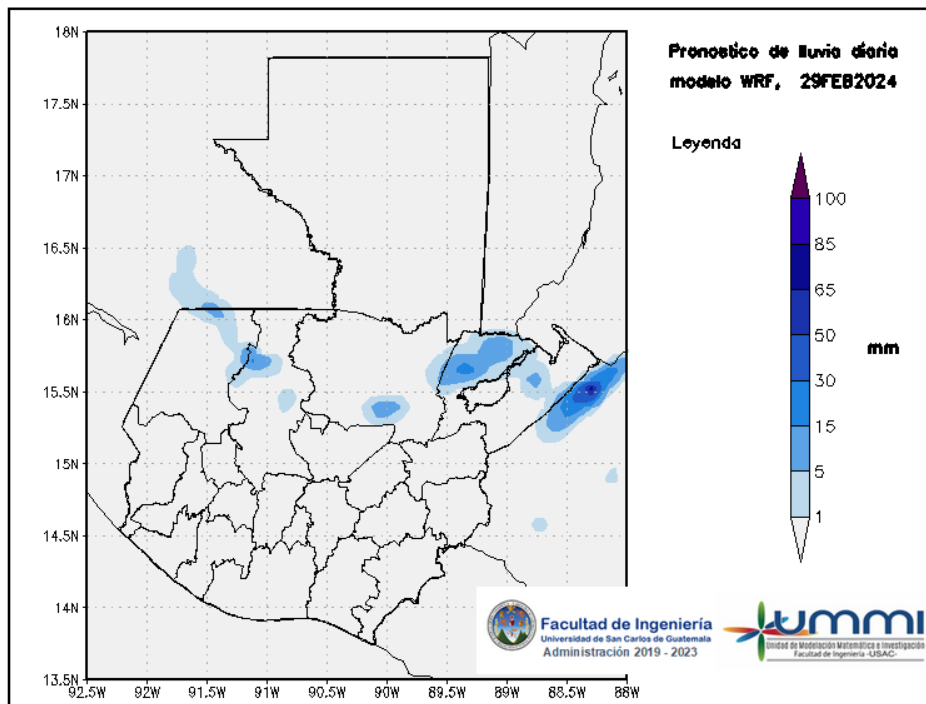 Pronostico de lluvia diaria
modelo WRF, 29FEB2024
Leyenda
100
85
65
50
30
15
5
1
mm
18N
17.5N
17N
16.5N
16N
15.5N
15N
14.5N
14N
13.5N
92.5W
92W
91.5W
91W
90.5W
90W
89.5W
89W
88.5W
88W
Facultad de Ingeniería
Universidad de San Carlos de Guatemala
Administración 2019 - 2023
ummi
Unidad de Modelación Matemática e Investigación
Facultad de Ingeniería -USAC-